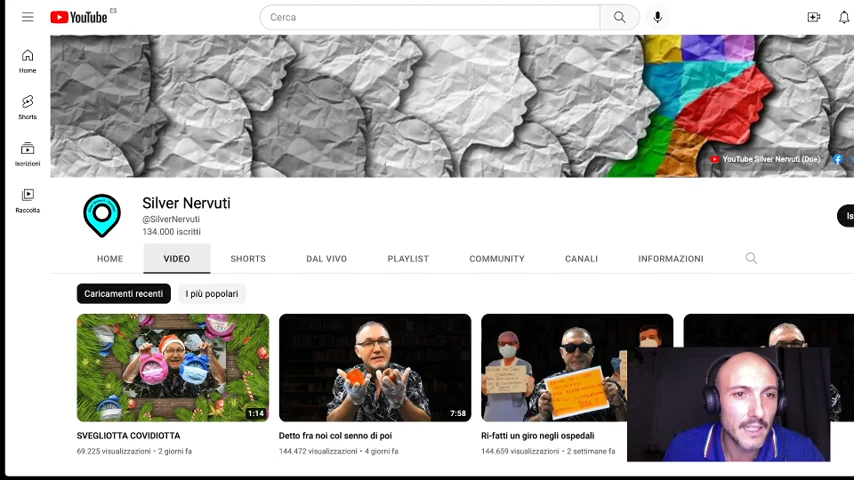 YouTube ES
Cerca
Home
Shorts
Iscrizioni
Raccolta
YouTube Silver Nervuti (Due)
Silver Nervuti
@SilverNervuti
134.000 iscritti
Is
HOME VIDEO SHORTS DAL VIVO PLAYLIST COMMUNITY CANALI INFORMAZIONI
Caricamenti recenti I più popolari
1:14
7:58
SVEGLIOTTA COVIDIOTTA
69.225 visualizzazioni • 2 giorni fa
Detto fra noi col senno di poi
144.472 visualizzazioni • 4 giorni fa
Ri-fatti un giro negli ospedali
144.659 visualizzazioni • 2 settimane fa